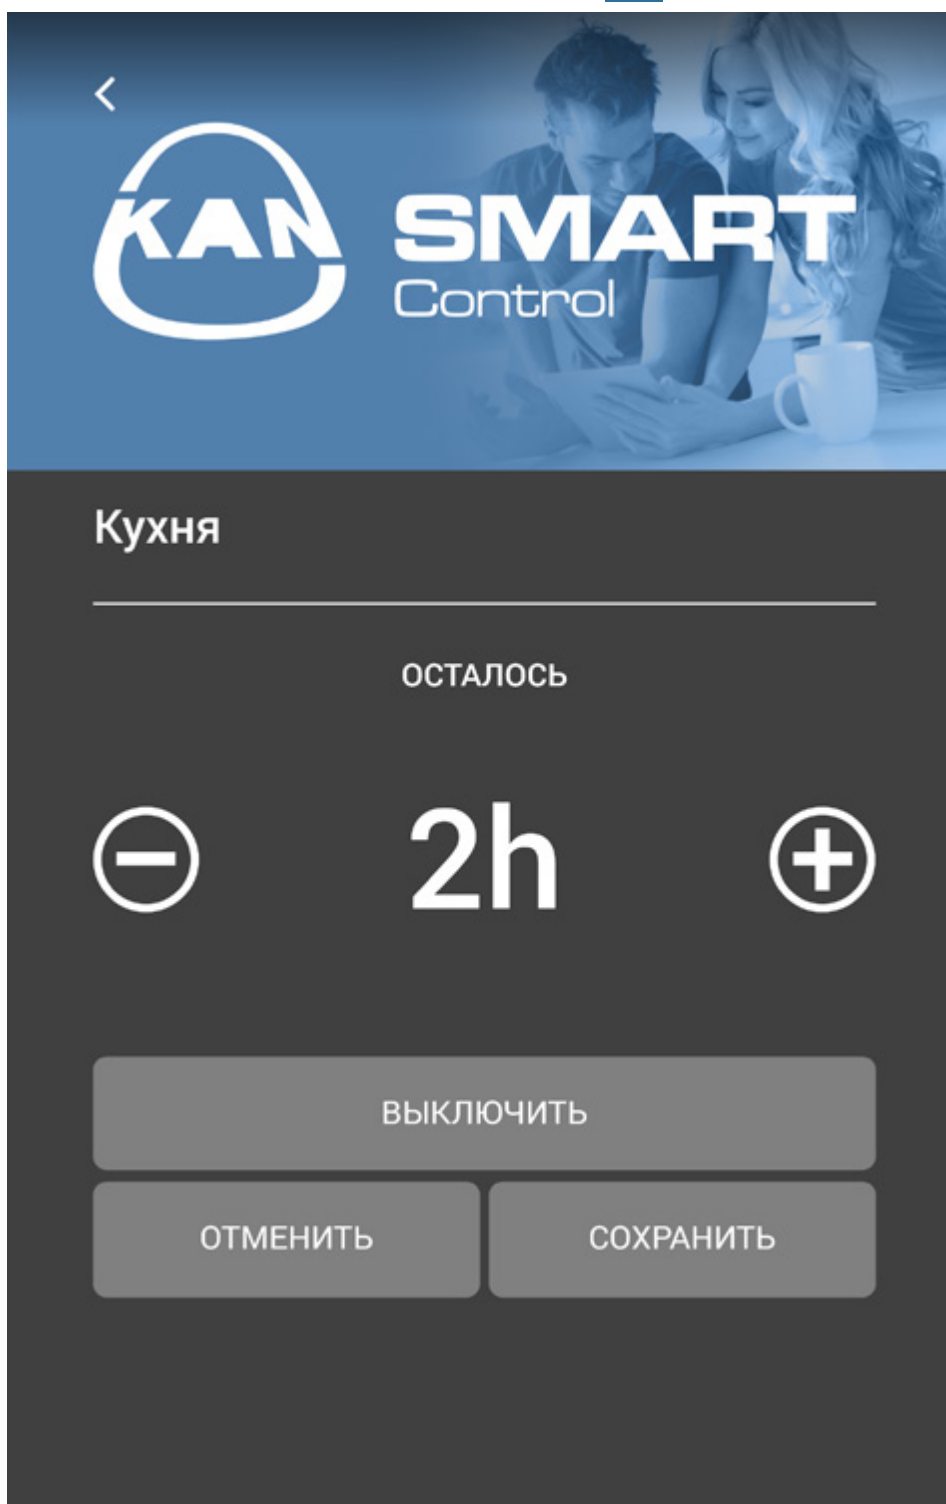 KAN
SMART
Control
Кухня
ОСТАЛОСЬ
2h
ВЫКЛЮЧИТЬ
ОТМЕНИТЬ
СОХРАНИТЬ